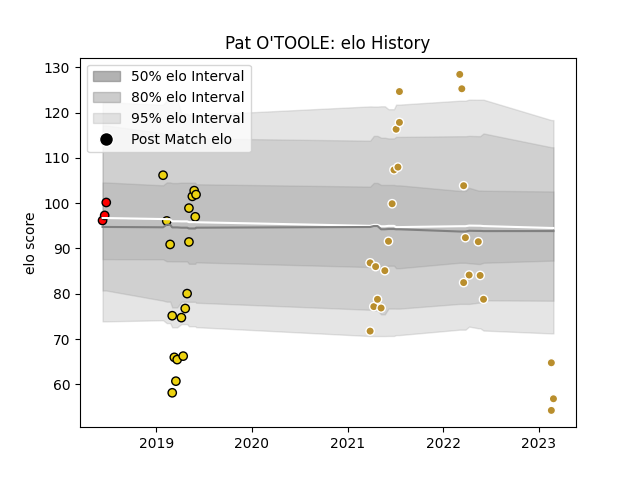 Pat O'TOOLE: elo History
50% elo Interval
80% elo Interval
95% elo Interval
Post Match elo
elo score
130
120
110
100
90
80
70
60
2019
2020
2021
2022
2023